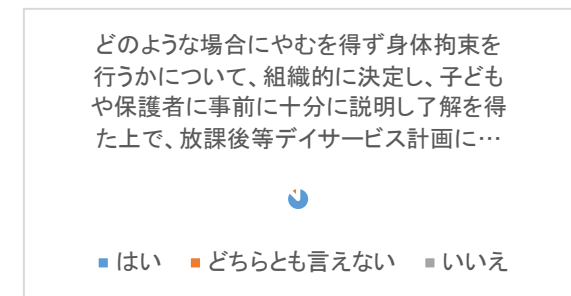 どのような場合にやむを得ず身体拘束を
行うかについて、組織的に決定し、子ども
や保護者に事前に十分に説明し了解を得
た上で、放課後等デイサービス計画に…
はい どちらとも言えない いいえ